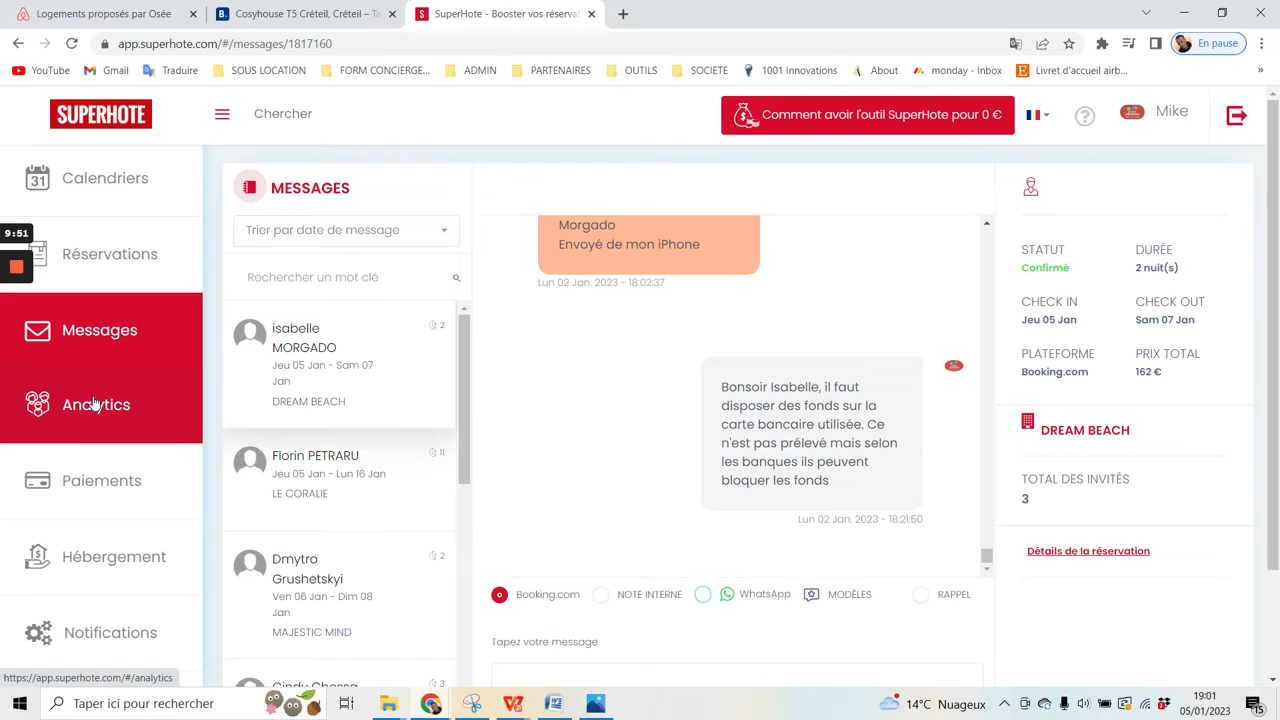 Logements proposés par Osée
Cosyhouse T5 Créteil, Créteil – Te
SuperHote - Booking réservat
app.superhote.com/#/messages/1817160
En pause
YouTube
Gmail
Traduire
SOUS LOCATION
FORM CONCIERGE...
ADMIN
PARTENAIRES
OUTILS
SOCIETE
1001 Innovations
About
monday - Inbox
Livret d'accueil airb...
»
SUPERHOTE
Chercher
Comment avoir l'outil SuperHote pour 0 €
Mike
Calendriers
9:51
Réservations
Messages
Analytics
Paiements
Hébergement
Notifications
https://app.superhote.com/#/analytics
MESSAGES
Trier par date de message
Rechercher un mot clé
isabelle
MORGADO
2
Jeu 05 Jan - Sam 07
Jan
DREAM BEACH
Florin PETRARU
11
Jeu 05 Jan - Lun 16 Jan
LE CORALIE
Dmytro
Grushetskyi
2
Ven 06 Jan - Dim 08
Jan
MAJESTIC MIND
3
Morgado
Envoyé de mon iPhone
Lun 02 Jan. 2023 - 18:02:37
Bonsoir Isabelle, il faut
disposer des fonds sur la
carte bancaire utilisée. Ce
n'est pas prélevé mais selon
les banques ils peuvent
bloquer les fonds
Lun 02 Jan. 2023 - 18:21:50
Booking.com
NOTE INTERNE
WhatsApp
MODÈLES
RAPPEL
Tapez votre message
STATUT
DURÉE
Confirmé
2 nuit(s)
CHECK IN
CHECK OUT
Jeu 05 Jan
Sam 07 Jan
PLATEFORME
PRIX TOTAL
Booking.com
162 €
DREAM BEACH
TOTAL DES INVITÉS
3
Détails de la réservation
Taper ici pour rechercher
14°C Nuageux
19:01
05/01/2023
15